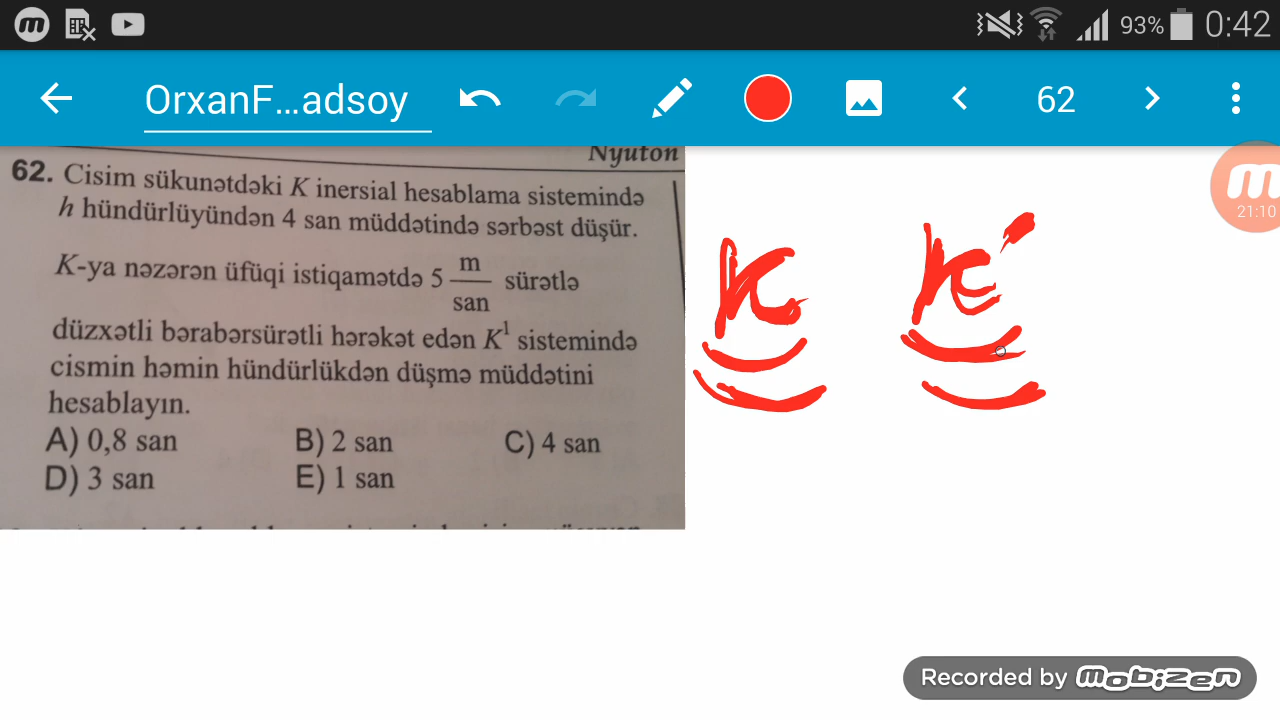 93% 0:42
OrxanF...adsoy 62
Nyuton
21:10
62. Cisim sükunətdəki K inersial hesablama sistemində
h hündürlüyündən 4 san müddətində sərbəst düşür.
K-ya nəzərən üfüqi istiqamətdə 5 m/san sürətlə
düzxətli bərabərsürətli hərəkət edən K¹ sistemində
cismin həmin hündürlükdən düşmə müddətini
hesablayın.
A) 0,8 san B) 2 san C) 4 san
D) 3 san E) 1 san
K K'
Recorded by mobizen